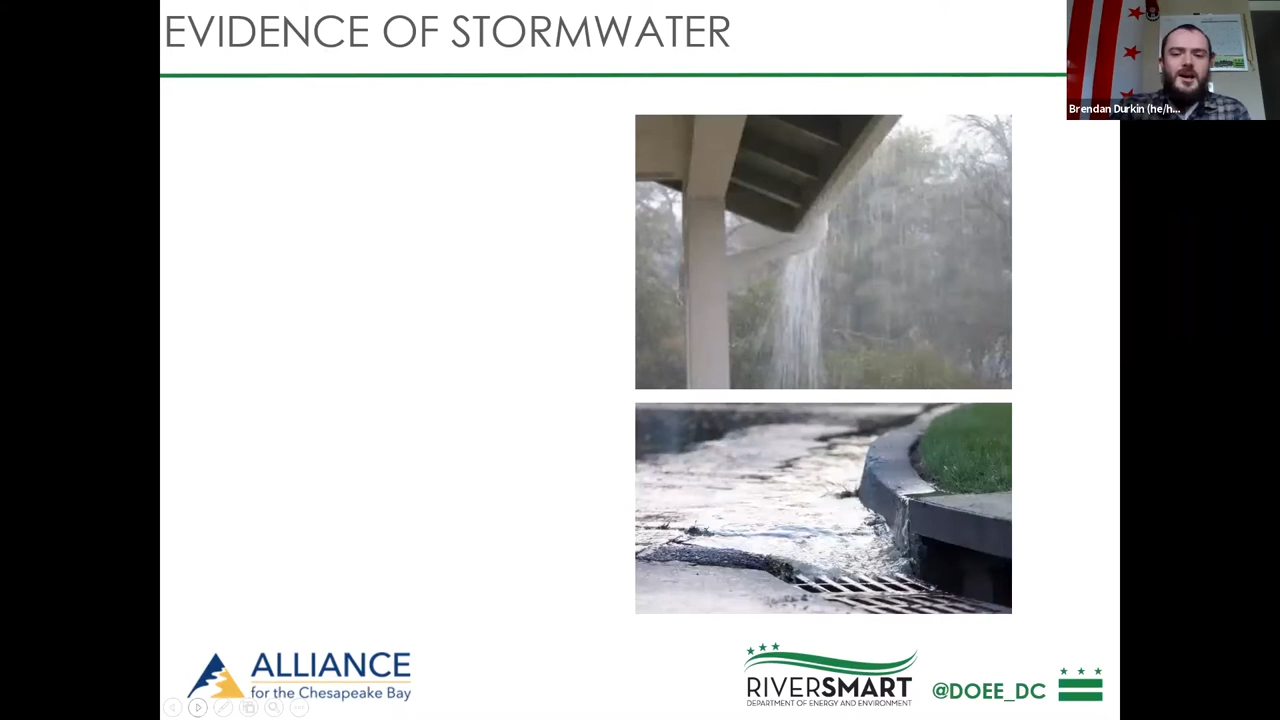 EVIDENCE OF STORMWATER
Brendan Durkin (he/h...
ALLIANCE
for the Chesapeake Bay
RIVERSMART
DEPARTMENT OF ENERGY AND ENVIRONMENT
@DOEE_DC